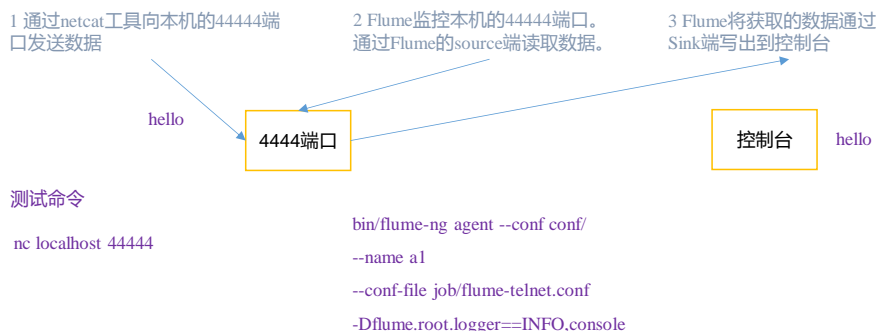 1 通过netcat工具向本机的44444端
口发送数据
2 Flume监控本机的44444端口。
通过Flume的source端读取数据。
3 Flume将获取的数据通过
Sink端写出到控制台
hello
4444端口
控制台
hello
测试命令
nc localhost 44444
bin/flume-ng agent --conf conf/
--name a1
--conf-file job/flume-telnet.conf
-Dflume.root.logger==INFO,console